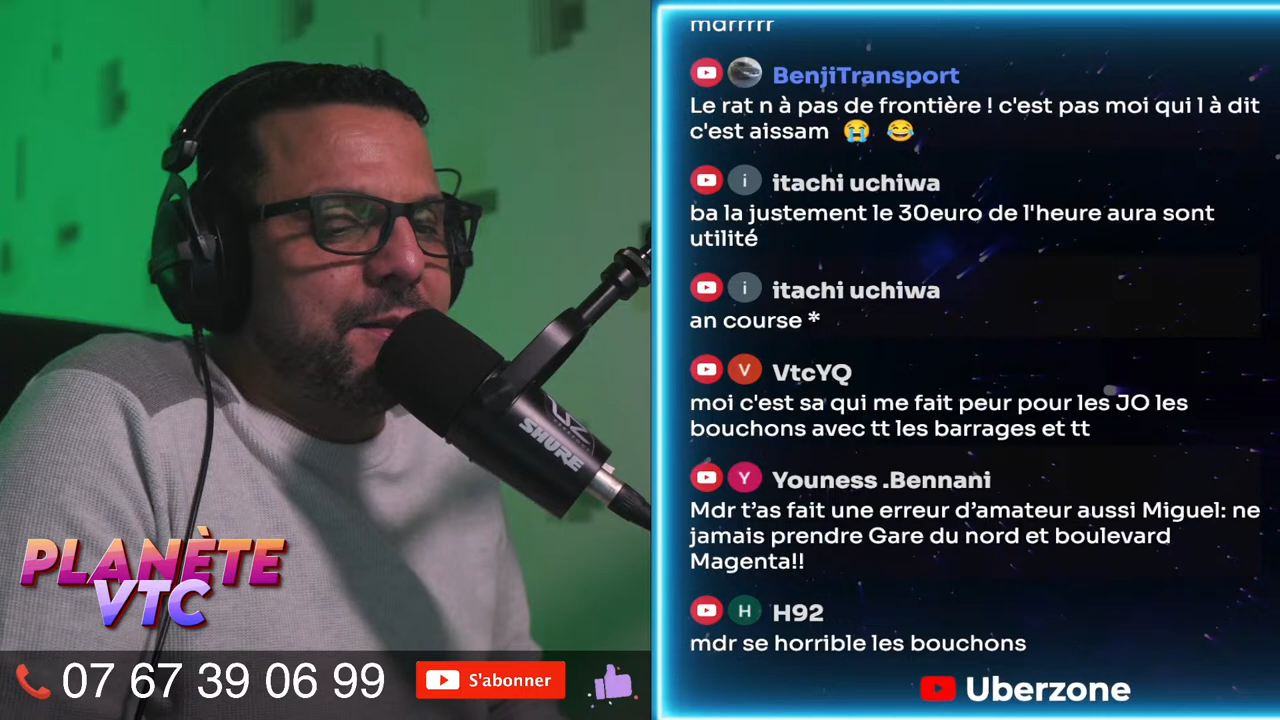 mdrrrrr
BenjiTransport
Le rat n à pas de frontière ! c'est pas moi qui l à dit
c'est aissam 😭 😂
i itachi uchiwa
ba la justement le 30euro de l'heure aura sont
utilité
i itachi uchiwa
an course *
V VtcYQ
moi c'est sa qui me fait peur pour les JO les
bouchons avec tt les barrages et tt
Y Youness .Bennani
Mdr t’as fait une erreur d’amateur aussi Miguel: ne
jamais prendre Gare du nord et boulevard
Magenta!!
H H92
mdr se horrible les bouchons
Uberzone
SHURE
PLANÈTE
VTC
07 67 39 06 99
S'abonner